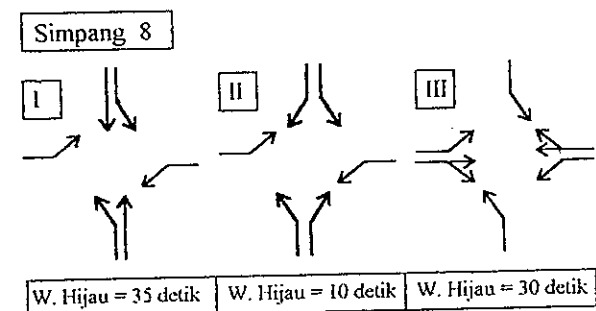 Simpang 8
I
II
III
W. Hijau = 35 detik
W. Hijau = 10 detik
W. Hijau = 30 detik